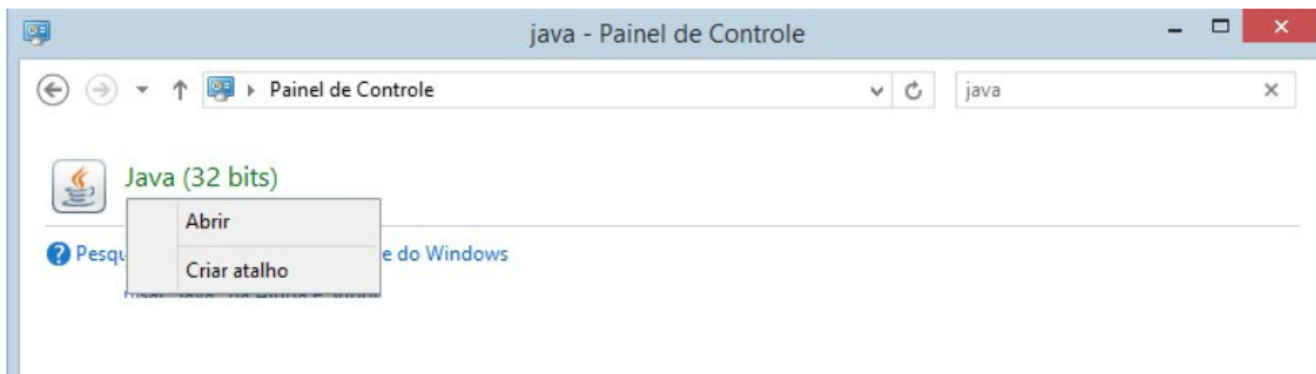 java - Painel de Controle
Painel de Controle
java
Java (32 bits)
Abrir
Pesqu e do Windows
Criar atalho